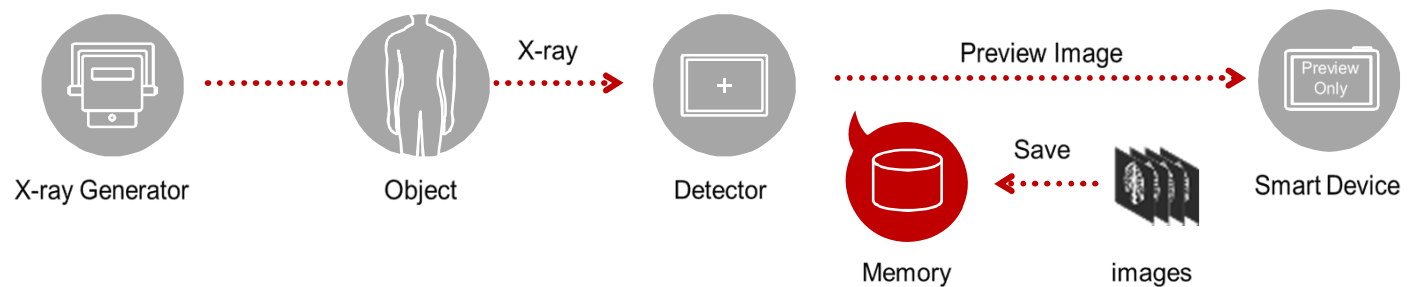 X-ray
Preview Image
Preview
Only
Save
X-ray Generator
Object
Detector
Smart Device
Memory
images